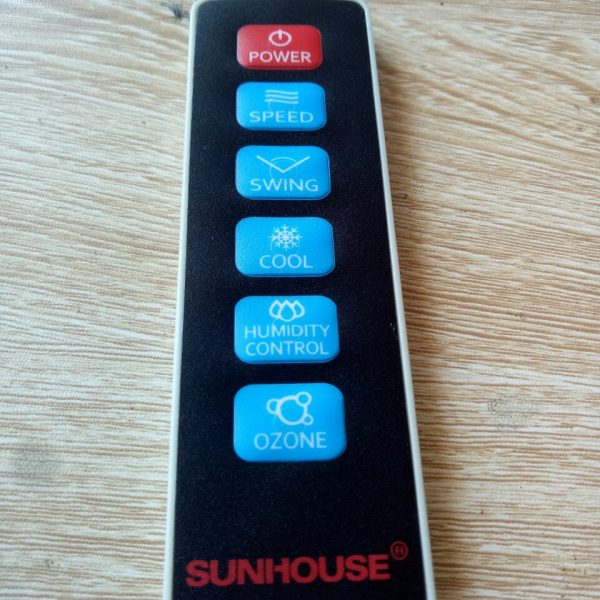 POWER
SPEED
SWING
COOL
HUMIDITY
CONTROL
OZONE
SUNHOUSE®